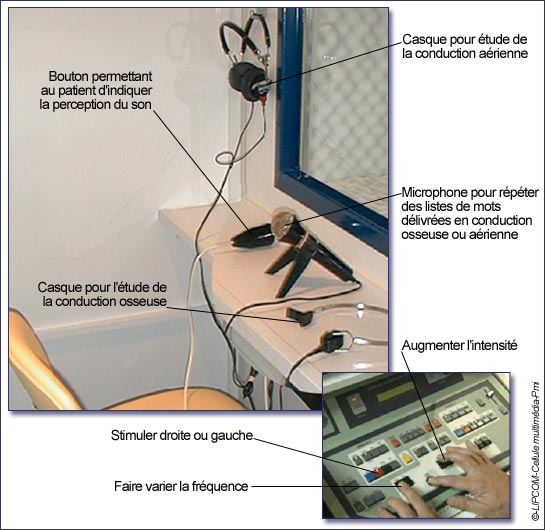 Casque pour étude de
la conduction aérienne
Bouton permettant
au patient d'indiquer
la perception du son
Microphone pour répéter
des listes de mots
délivrées en conduction
osseuse ou aérienne
Casque pour l'étude de
la conduction osseuse
Augmenter l'intensité
Stimuler droite ou gauche
Faire varier la fréquence
©-LIPCOM-Cellule multimédia-Pmi